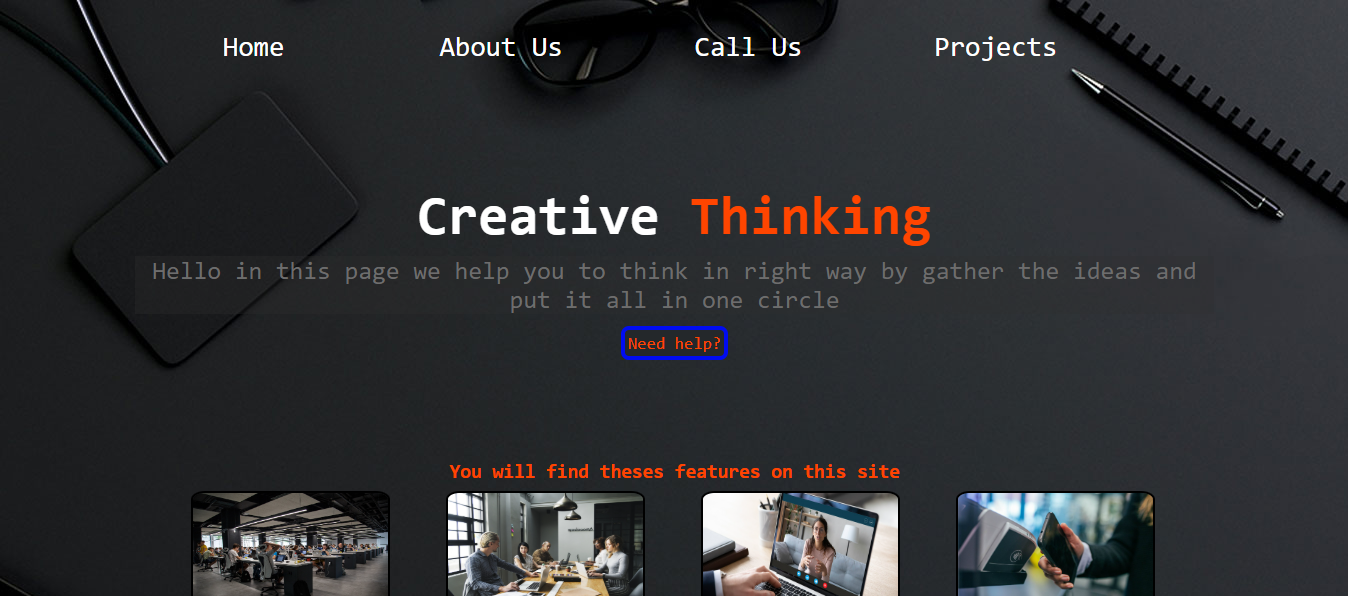 Home About Us Call Us Projects
Creative Thinking
Hello in this page we help you to think in right way by gather the ideas and
put it all in one circle
Need help?
You will find theses features on this site